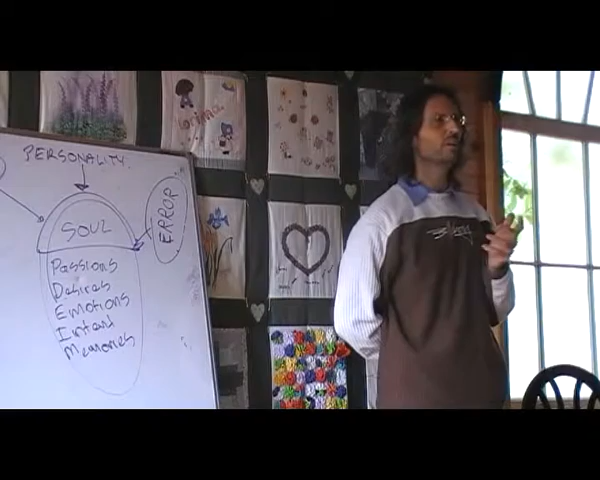 PERSONALITY
SOUL
ERROR
Passions
Desires
Emotions
Intent
Memories